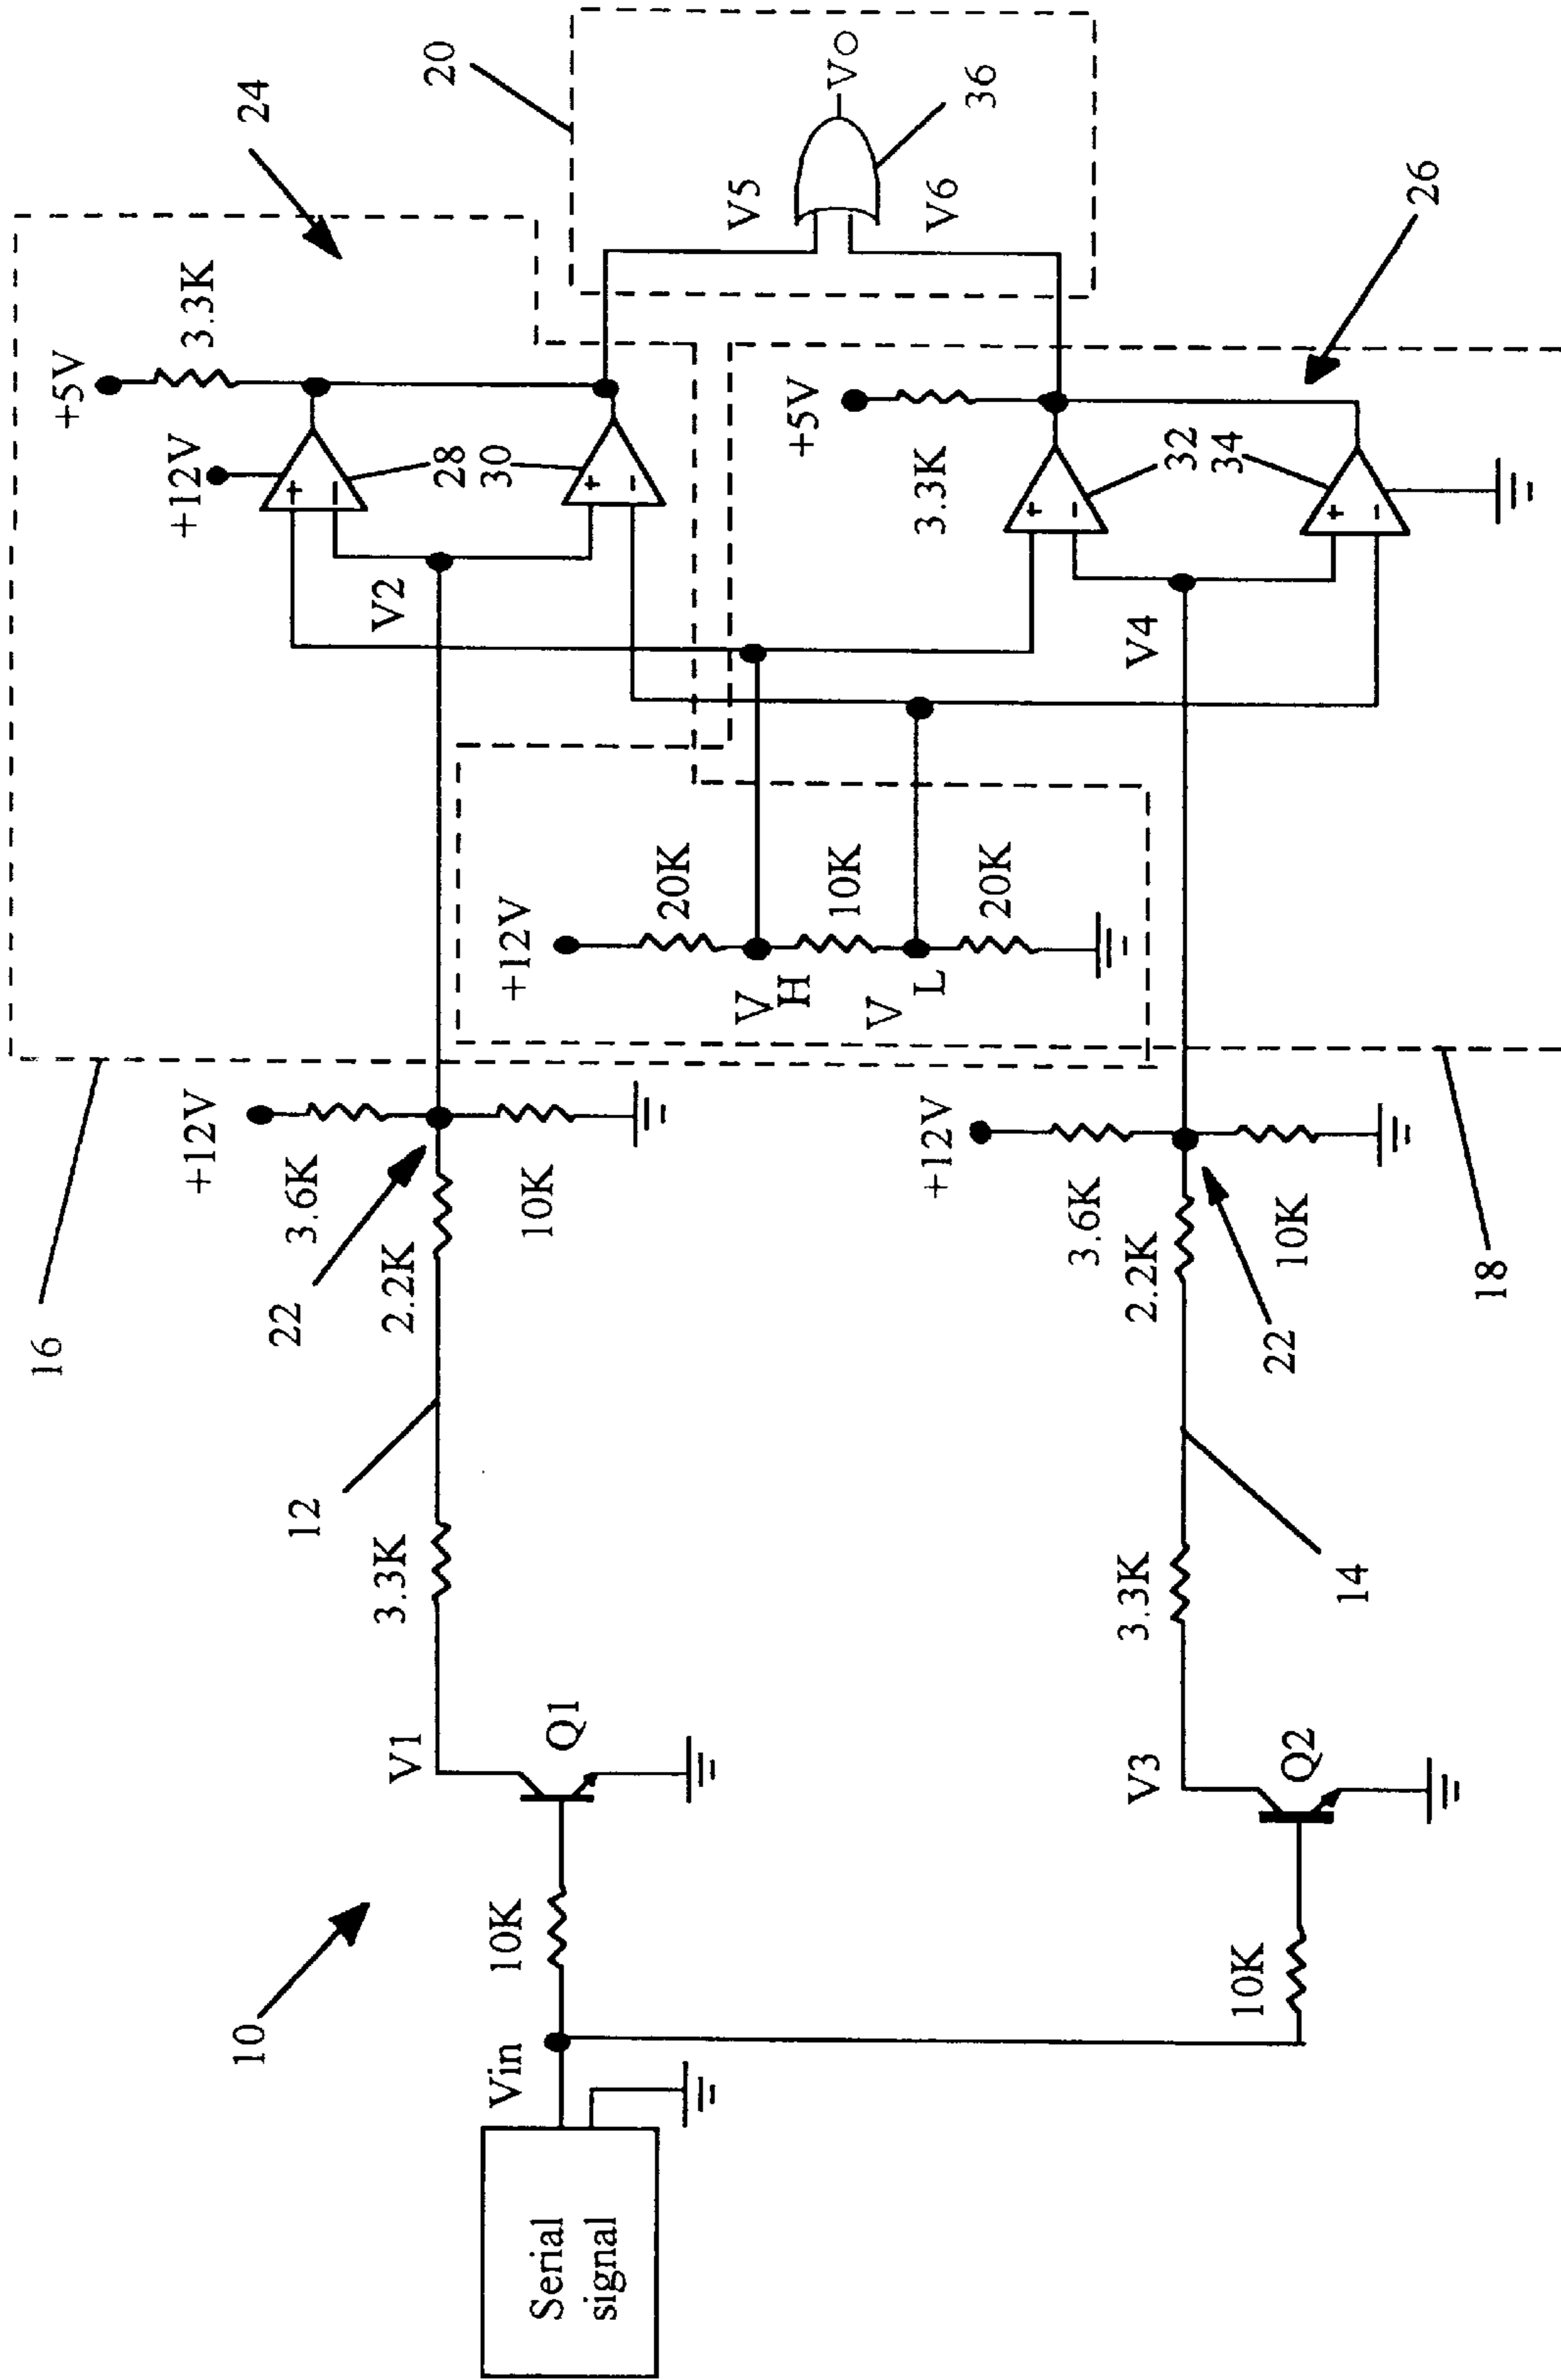 10
Serial
signal
Vin
10K
Q1
V1
3.3K
12
2.2K
22
3.6K
+12V
10K
16
10K
Q2
V3
3.3K
14
2.2K
22
3.6K
+12V
10K
18
+12V
20K
VH
10K
VL
20K
V2
+12V
+5V
3.3K
24
+
-
28
30
+
-
V4
+5V
3.3K
+
-
32
34
+
-
26
20
V5
V6
VO
36